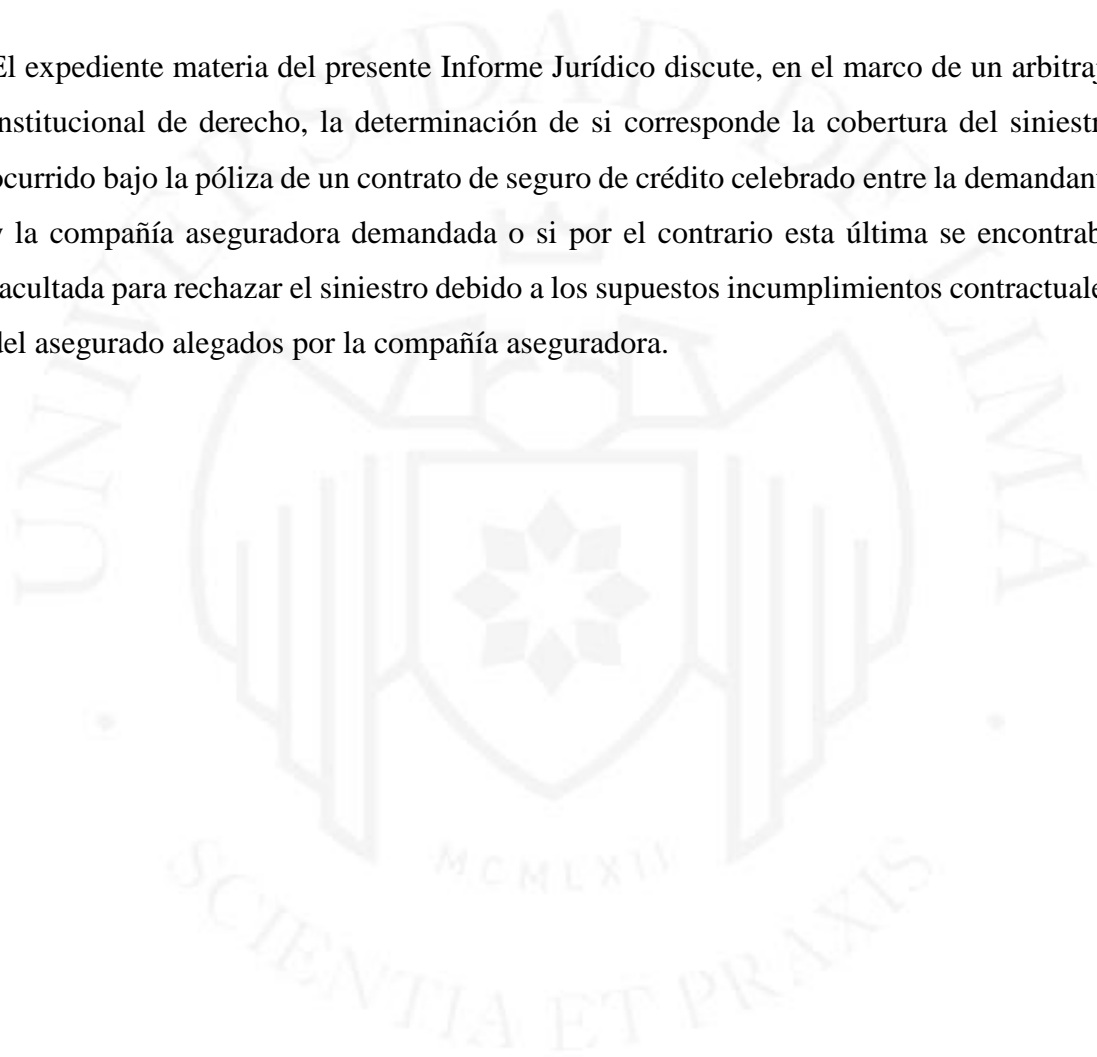 El expediente materia del presente Informe Jurídico discute, en el marco de un arbitraj
nstitucional de derecho, la determinación de si corresponde la cobertura del siniestr
ocurrido bajo la póliza de un contrato de seguro de crédito celebrado entre la demandant
y la compañía aseguradora demandada o si por el contrario esta última se encontrab
acultada para rechazar el siniestro debido a los supuestos incumplimientos contractuale
del asegurado alegados por la compañía aseguradora.
UNIVERSIDAD DE LIMA
MCMLXII
SCIENTIA ET PRAXIS